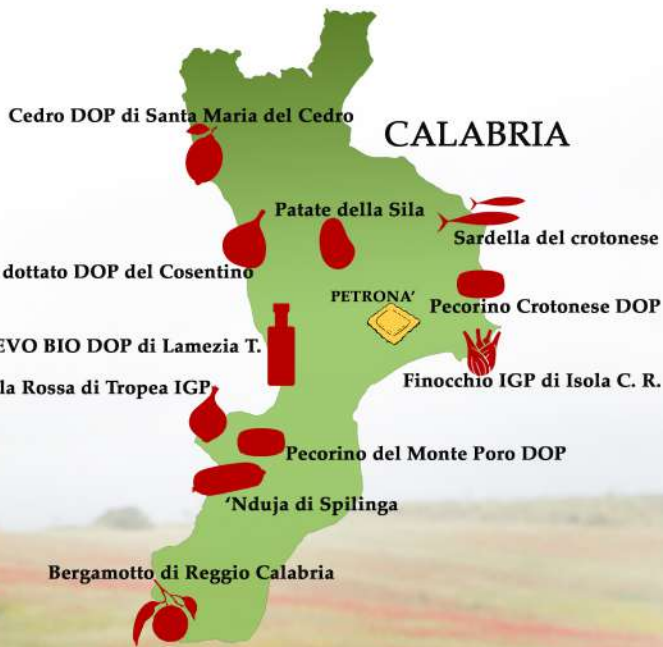 Cedro DOP di Santa Maria del Cedro
CALABRIA
Patate della Sila
Sardella del crotonese
dottato DOP del Cosentino
PETRONA'
Pecorino Crotonese DOP
EVO BIO DOP di Lamezia T.
Finocchio IGP di Isola C. R.
la Rossa di Tropea IGP
Pecorino del Monte Poro DOP
'Nduja di Spilinga
Bergamotto di Reggio Calabria